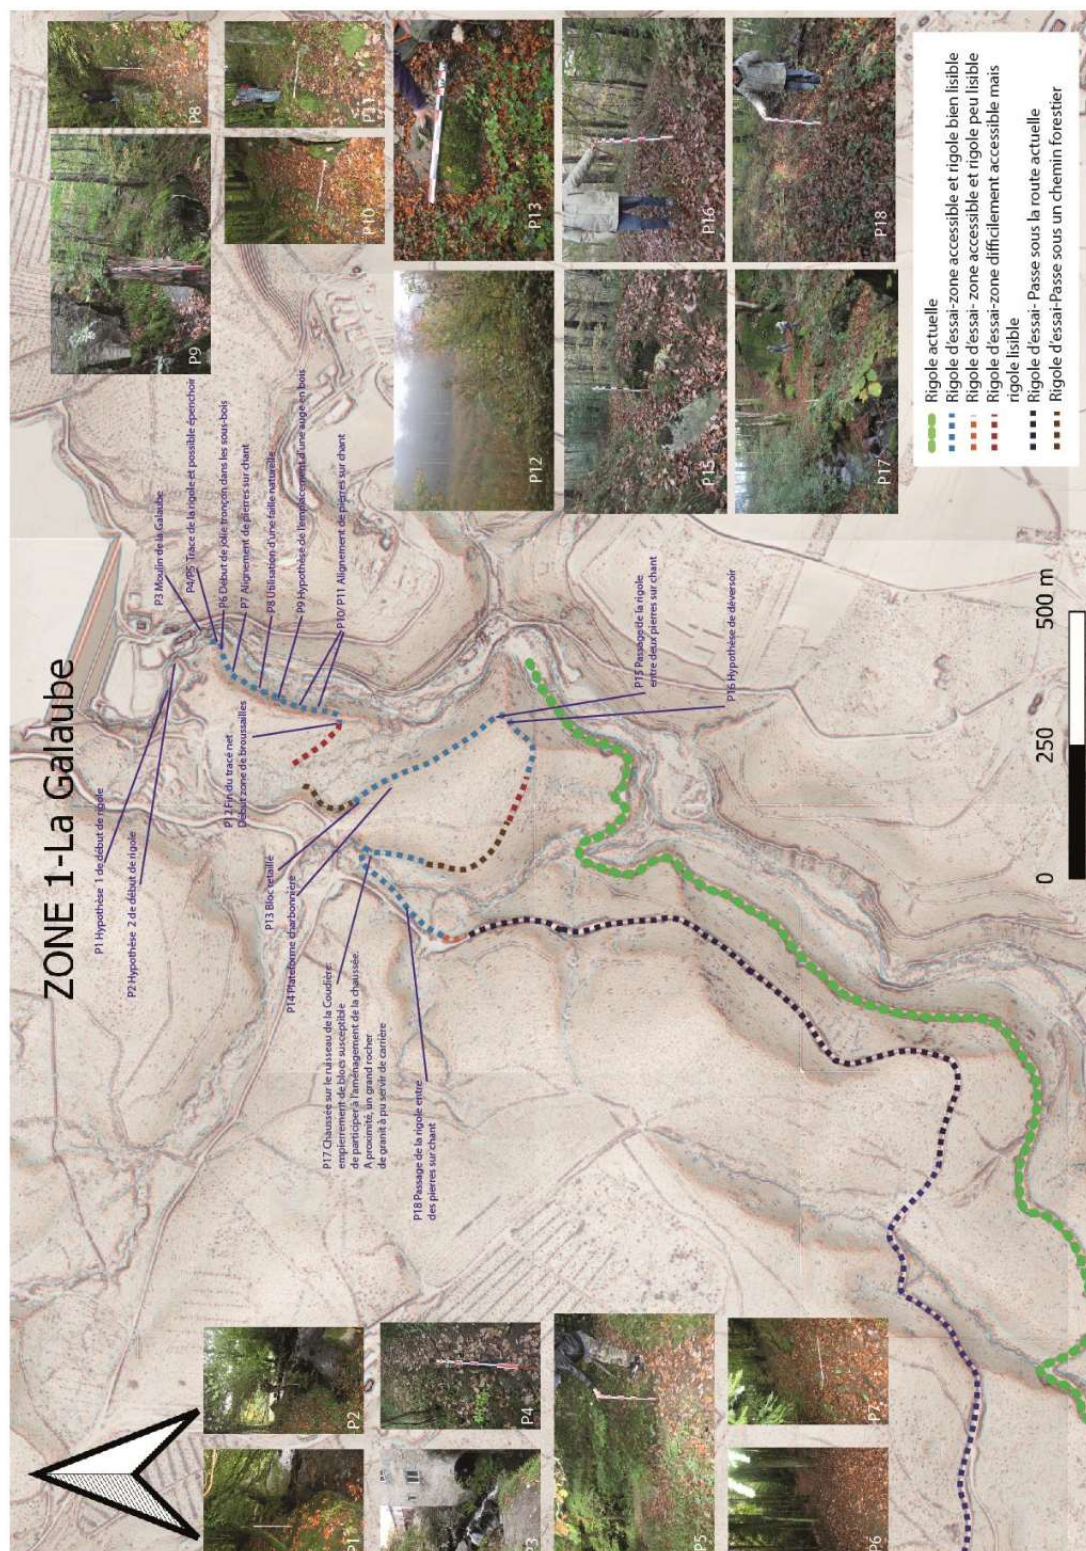 ZONE 1-La Galaube
P1 Hypothèse 1 de début de rigole
P2 Hypothèse 2 de début de rigole
P3 Moulin de la Galaube
P4/P5 Trace de la rigole et possible épenchoir
P6 Début de jolie tronçon dans les sous-bois
P7 Alignement de pierres sur chant
P8 Utilisation d'une faille naturelle
P9 Hypothèse de l'emplacement d'une auge en bois
P10/ P11 Alignement de pierres sur chant
P12 Fin du tracé net
Début zone de broussailles
P13 Bloc retaillé
P14 Plateforme charbonnière
P15 Passage de la rigole
entre deux pierres sur chant
P16 Hypothèse de déversoir
P17 Chaussée sur le ruisseau de la Coudière:
empierrement de blocs susceptible
de participer à l'aménagement de la chaussée.
A proximité, un grand rocher
de granit à pu servir de carrière
P18 Passage de la rigole entre
des pierres sur chant
P1
P2
P3
P4
P5
P6
P7
P8
P9
P10
P11
P12
P13
P15
P16
P17
P18
0
250
500 m
Rigole actuelle
Rigole d'essai-zone accessible et rigole bien lisible
Rigole d'essai- zone accessible et rigole peu lisible
Rigole d'essai-zone difficilement accessible mais
rigole lisible
Rigole d'essai- Passe sous la route actuelle
Rigole d'essai-Passe sous un chemin forestier